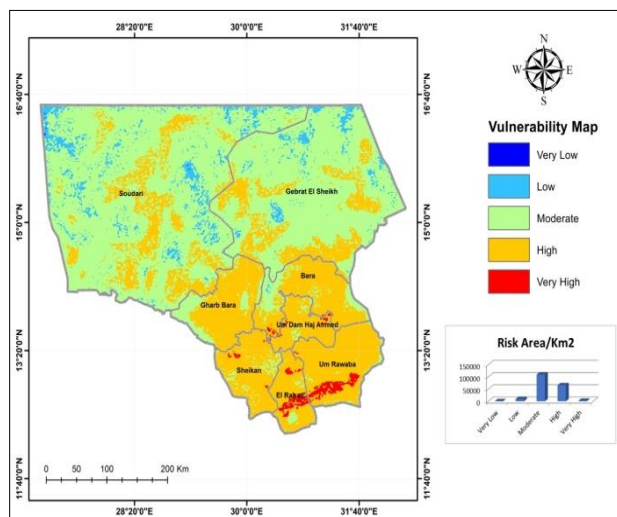 28°20'0"E
30°0'0"E
31°40'0"E
16°40'0"N
15°0'0"N
13°20'0"N
11°40'0"N
16°40'0"N
15°0'0"N
13°20'0"N
11°40'0"N
Soudari
Gebrat El Sheikh
Bara
Gharb Bara
Um Dam Haj Ahmed
Sheikan
Um Rawaba
El Rahad
0 50 100 200 Km
28°20'0"E
30°0'0"E
31°40'0"E
N
W E
S
Vulnerability Map
Very Low
Low
Moderate
High
Very High
Risk Area/Km2
150000
100000
50000
0
Very Low
Low
Moderate
High
Very High